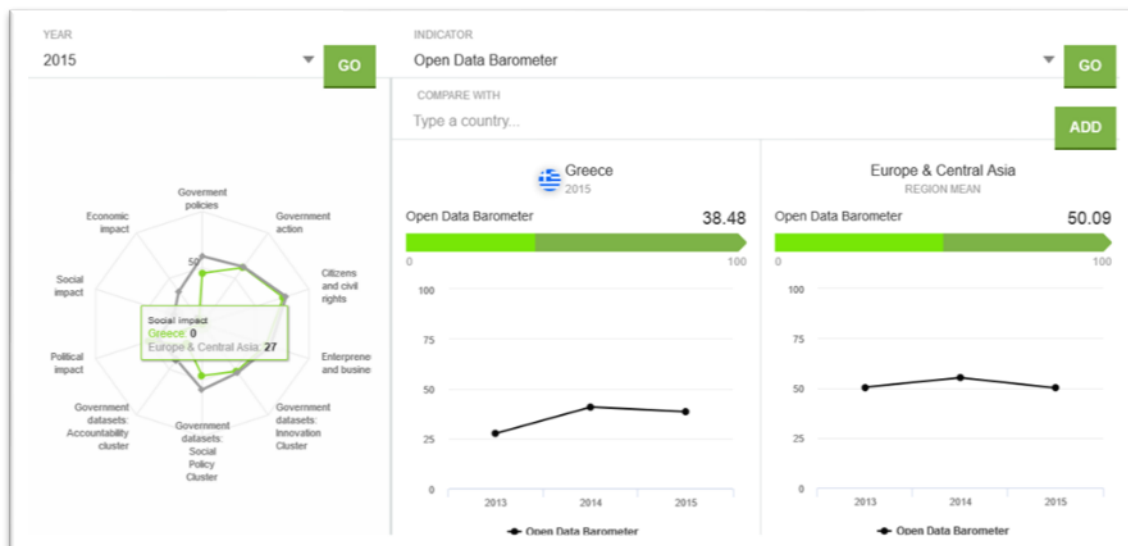 YEAR
2015
GO
INDICATOR
Open Data Barometer
GO
COMPARE WITH
Type a country...
ADD
Goverment
policies
Government
action
Citizens
and civil
rights
Enterprene
and busine
Government
datasets:
Innovation
Cluster
Government
datasets:
Social
Policy
Cluster
Government
datasets:
Accountability
cluster
Political
impact
Social
impact
Economic
impact
50
Social impact
Greece: 0
Europe & Central Asia: 27
Greece
2015
Open Data Barometer 38.48
0 100
100
75
50
25
0
2013 2014 2015
Open Data Barometer
Europe & Central Asia
REGION MEAN
Open Data Barometer 50.09
0 100
100
75
50
25
0
2013 2014 2015
Open Data Barometer